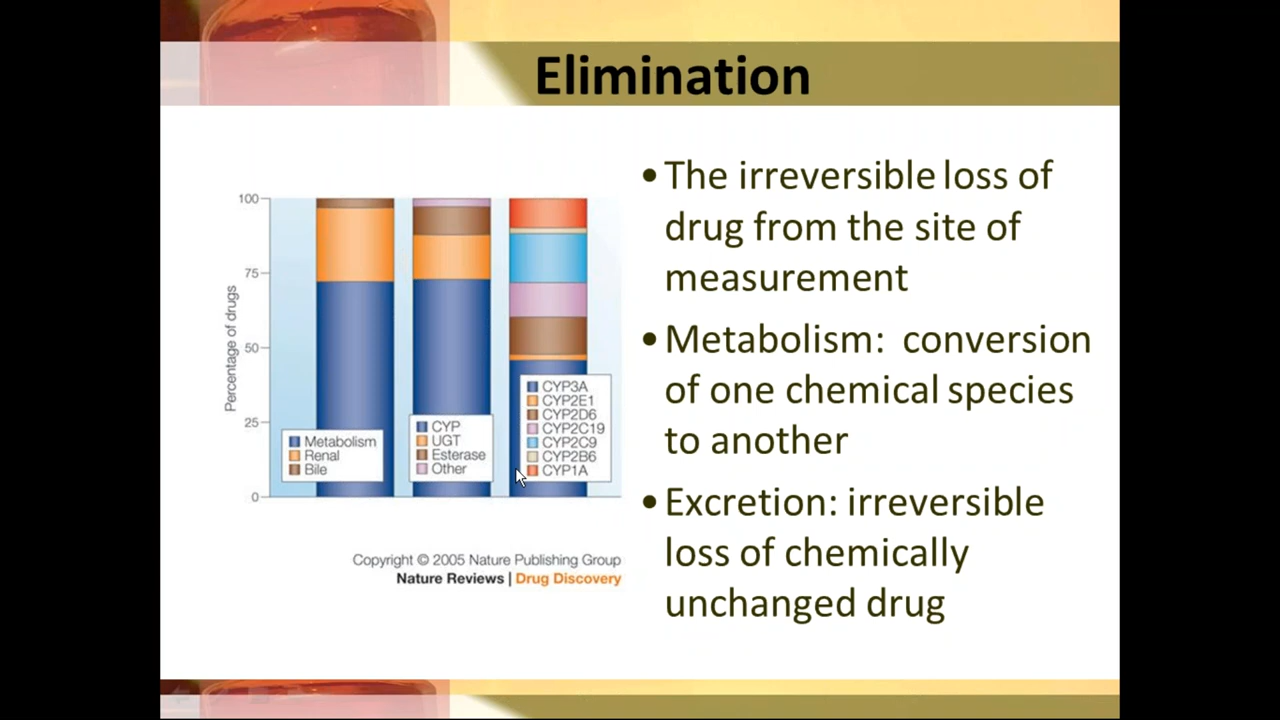 Elimination
•The irreversible loss of
drug from the site of
measurement
•Metabolism: conversion
of one chemical species
to another
•Excretion: irreversible
loss of chemically
unchanged drug
Percentage of drugs
100
75
50
25
0
Metabolism
Renal
Bile
CYP
UGT
Esterase
Other
CYP3A
CYP2E1
CYP2D6
CYP2C19
CYP2C9
CYP2B6
CYP1A
Copyright © 2005 Nature Publishing Group
Nature Reviews | Drug Discovery